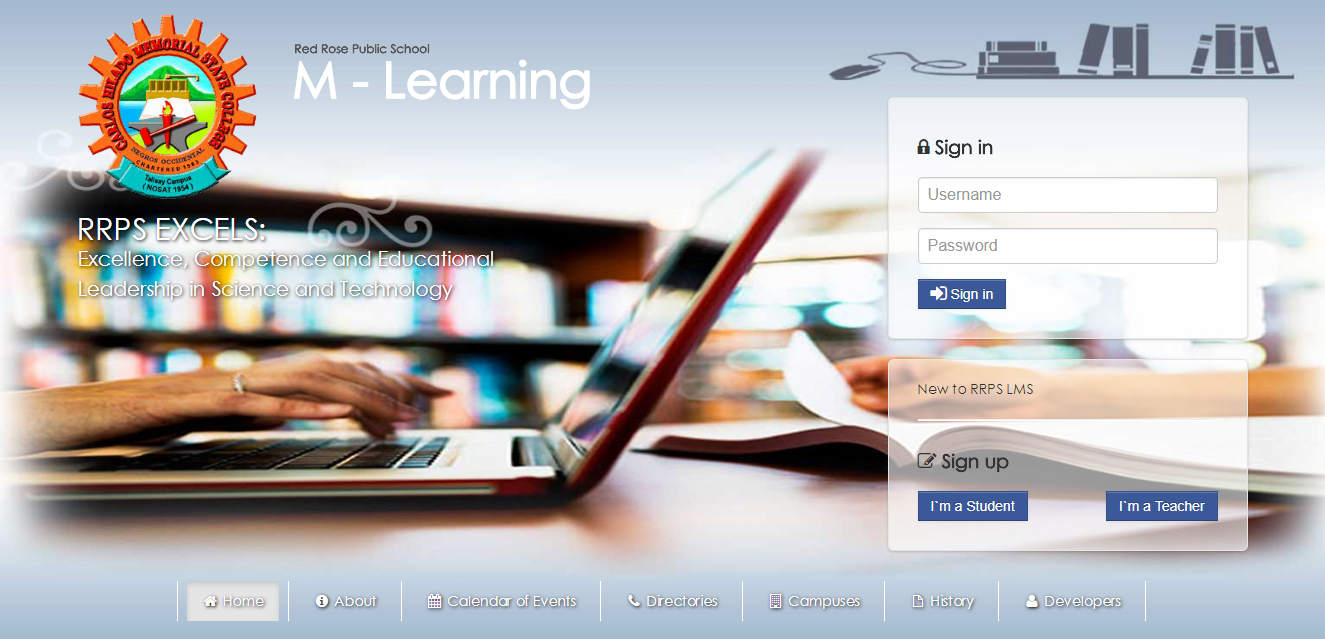 CARLOS HILADO MEMORIAL STATE COLLEGE
NEGROS OCCIDENTAL
CHARTERED 1983
Talisay Campus
( NOSAT 1954 )
Red Rose Public School
M - Learning
RRPS EXCELS:
Excellence, Competence and Educational
Leadership in Science and Technology
Sign in
Username
Password
Sign in
New to RRPS LMS
Sign up
I`m a Student
I`m a Teacher
Home
About
Calendar of Events
Directories
Campuses
History
Developers